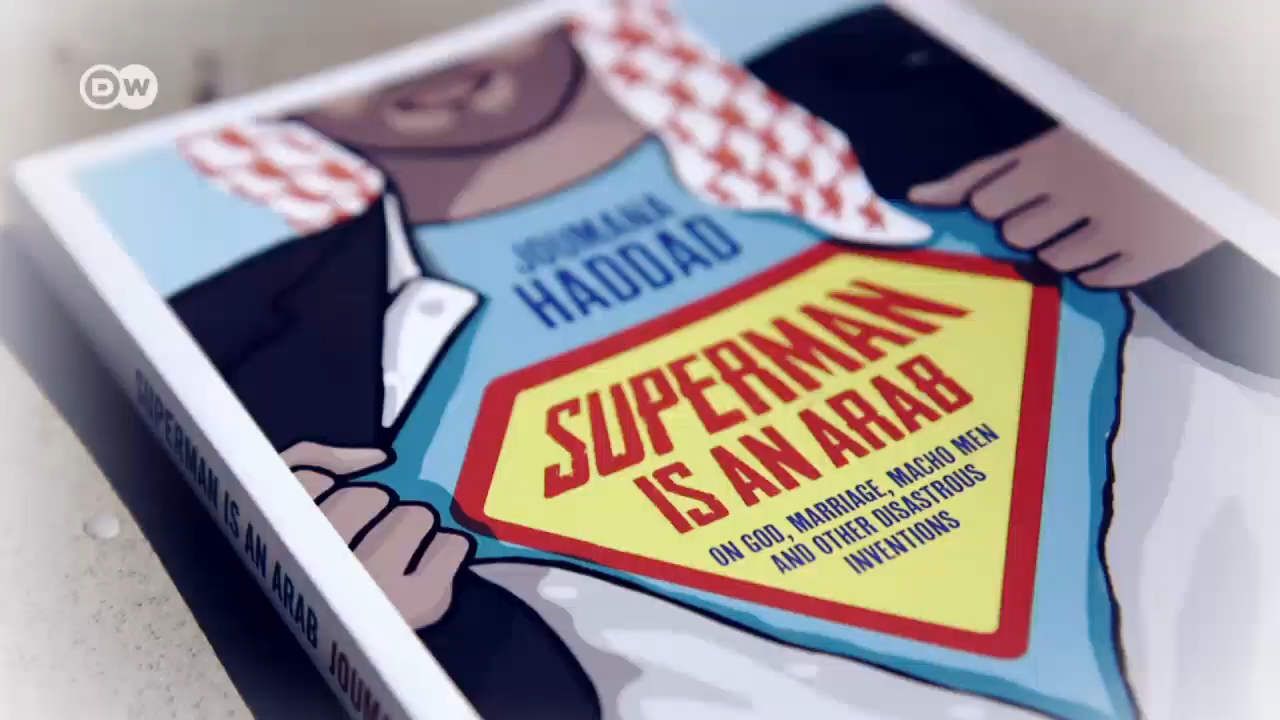 DW
JOUMANA
HADDAD
SUPERMAN
IS AN ARAB
ON GOD, MARRIAGE, MACHO MEN
AND OTHER DISASTROUS
INVENTIONS
SUPERMAN IS AN ARAB JOUM